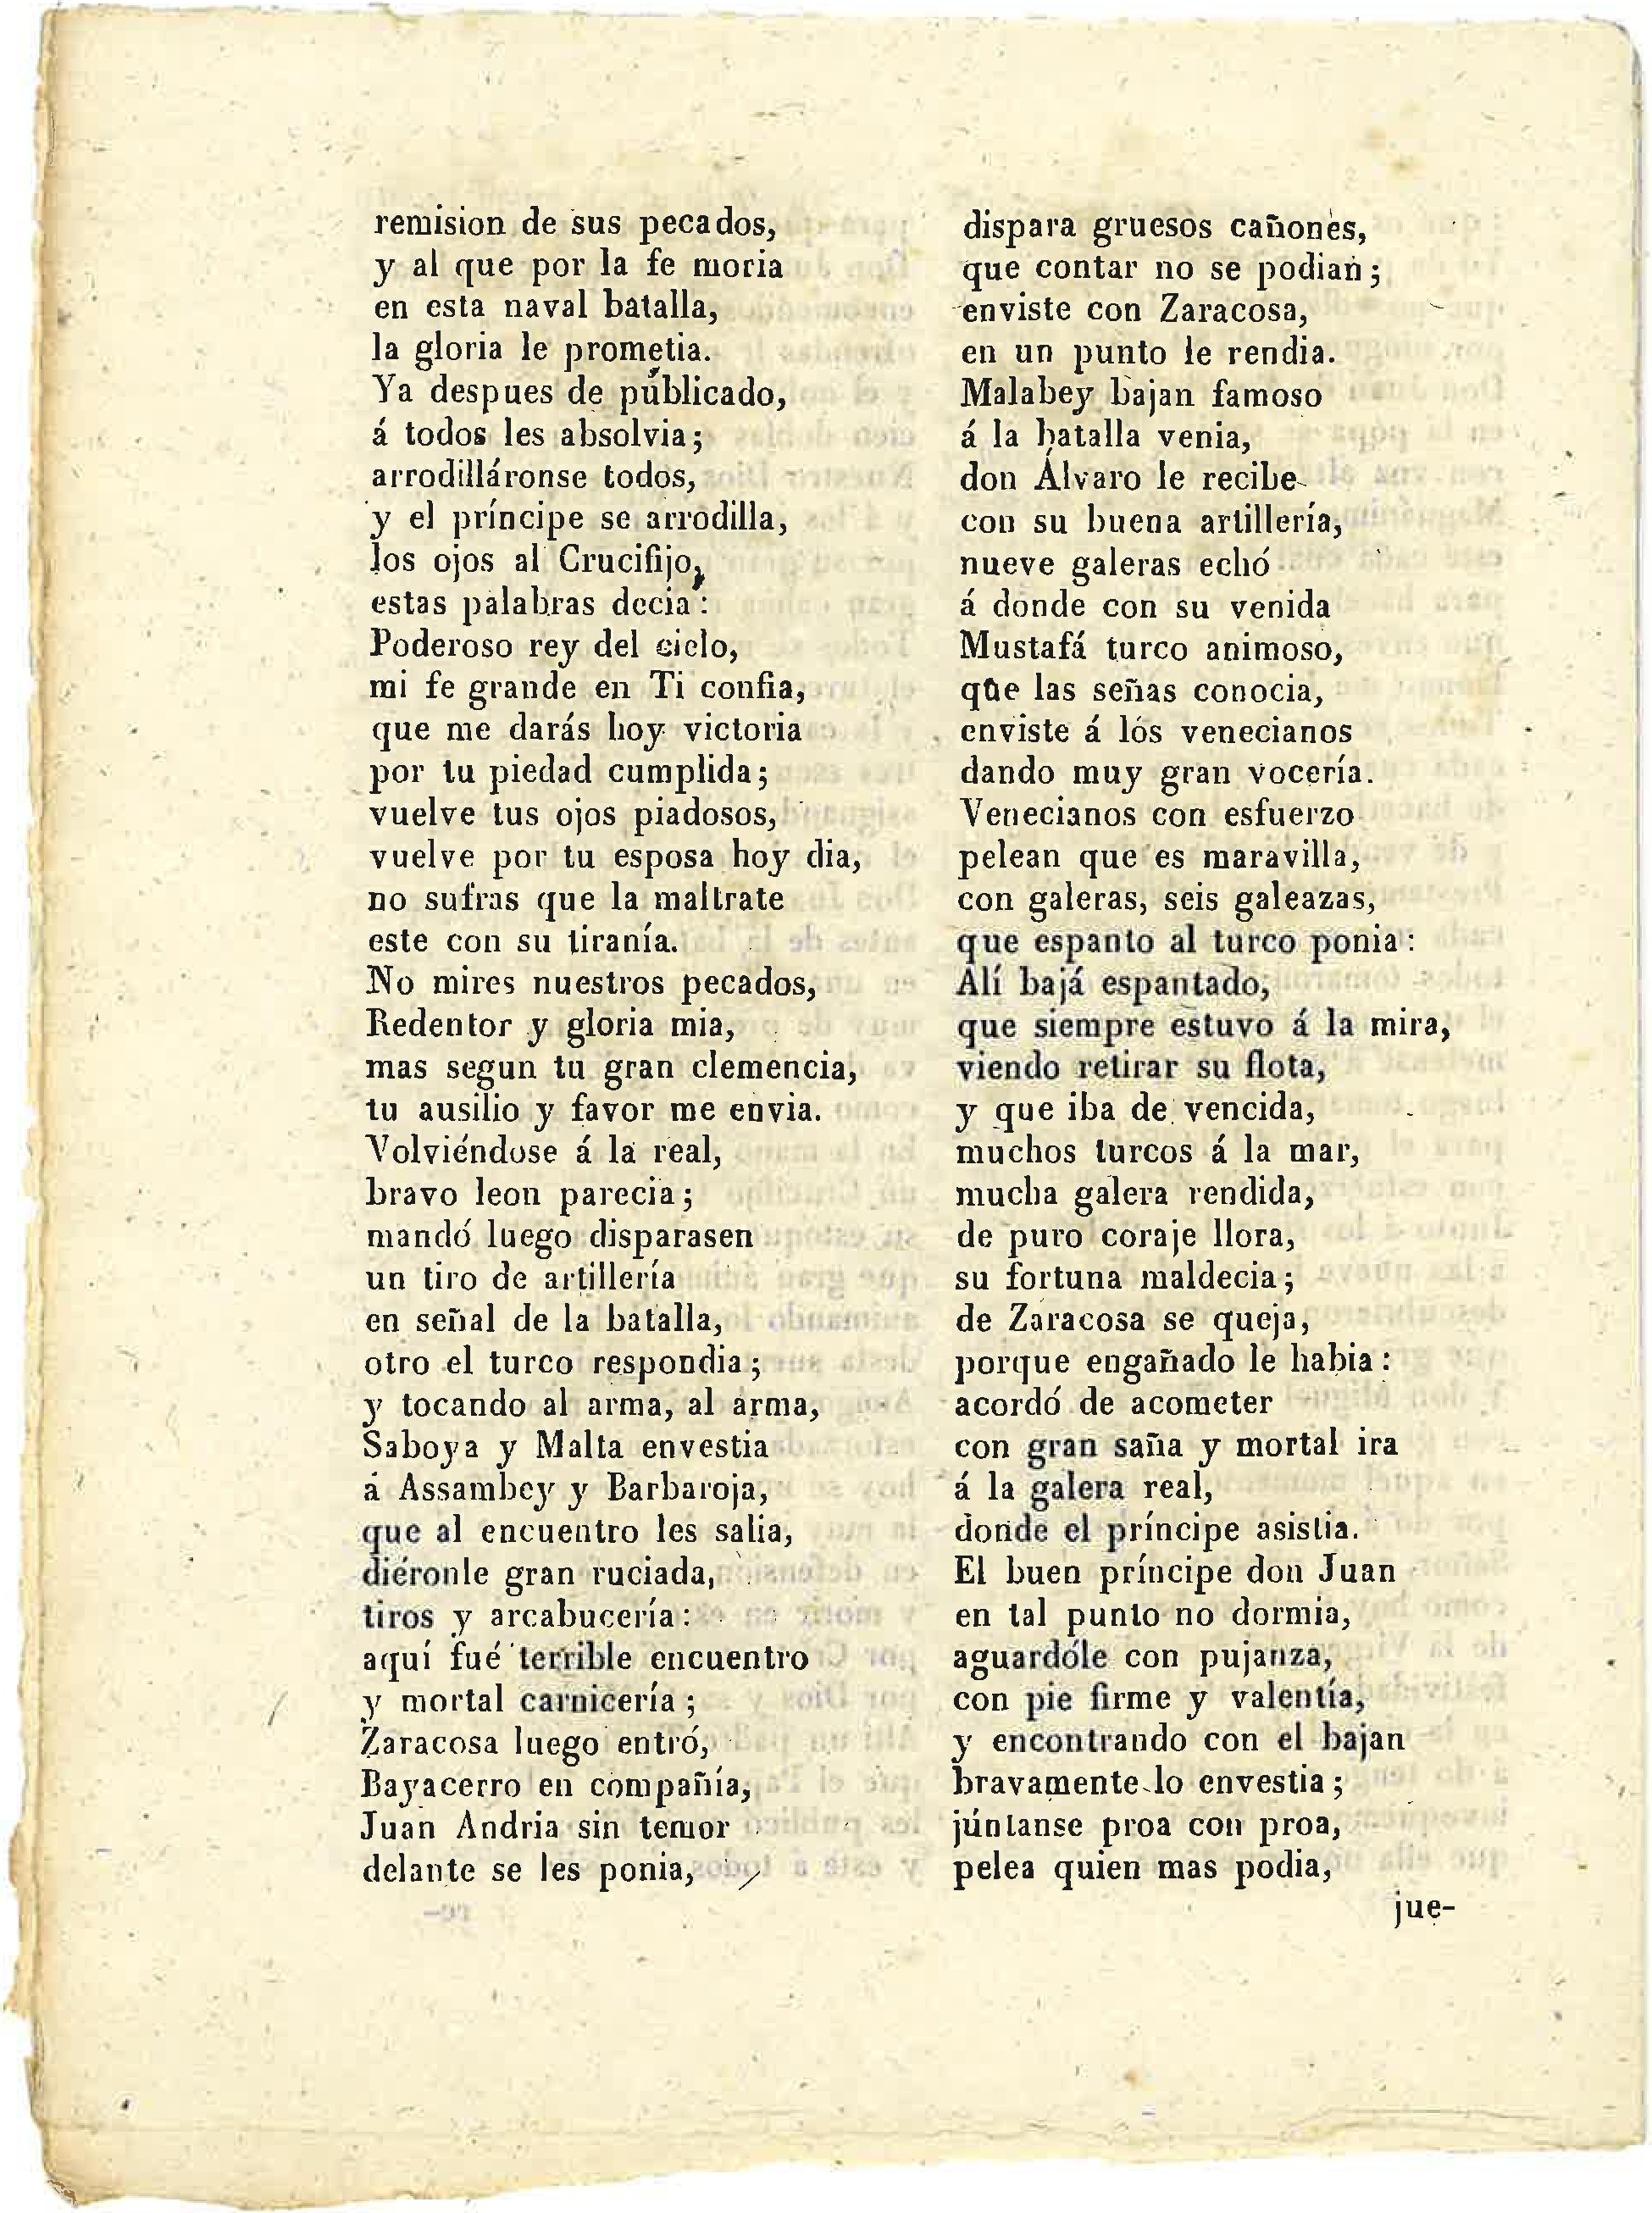 remision de sus pecados,
y al que por la fe moria
en esta naval batalla,
la gloria le prometia.
Ya despues de publicado,
á todos les absolvia;
arrodilláronse todos,
y el príncipe se arrodilla,
los ojos al Crucifijo,
estas palabras decia:
Poderoso rey del cielo,
mi fe grande en Ti confia,
que me darás hoy victoria
por tu piedad cumplida;
vuelve tus ojos piadosos,
vuelve por tu esposa hoy dia,
no sufras que la maltrate
este con su tiranía.
No mires nuestros pecados,
Redentor y gloria mia,
mas segun tu gran clemencia,
tu ausilio y favor me envia.
Volviéndose á la real,
bravo leon parecia;
mandó luego disparasen
un tiro de artillería
en señal de la batalla,
otro el turco respondia;
y tocando al arma, al arma,
Saboya y Malta envestia
á Assambey y Barbaroja,
que al encuentro les salia,
diéronle gran ruciada,
tiros y arcabucería:
aquí fué terrible encuentro
y mortal carnicería;
Zaracosa luego entró,
Bayacerro en compañía,
Juan Andria sin temor
delante se les ponia,
dispara gruesos cañones,
que contar no se podian;
enviste con Zaracosa,
en un punto le rendia.
Malabey bajan famoso
á la batalla venia,
don Álvaro le recibe
con su buena artillería,
nueve galeras echó
á donde con su venida
Mustafá turco animoso,
que las señas conocia,
enviste á los venecianos
dando muy gran vocería.
Venecianos con esfuerzo
pelean que es maravilla,
con galeras, seis galeazas,
que espanto al turco ponia:
Alí bajá espantado,
que siempre estuvo á la mira,
viendo retirar su flota,
y que iba de vencida,
muchos turcos á la mar,
mucha galera rendida,
de puro coraje llora,
su fortuna maldecia;
de Zaracosa se queja,
porque engañado le habia:
acordó de acometer
con gran saña y mortal ira
á la galera real,
donde el príncipe asistia.
El buen príncipe don Juan
en tal punto no dormia,
aguardóle con pujanza,
con pie firme y valentía,
y encontrando con el bajan
bravamente lo envestia;
júntanse proa con proa,
pelea quien mas podia,
jue-